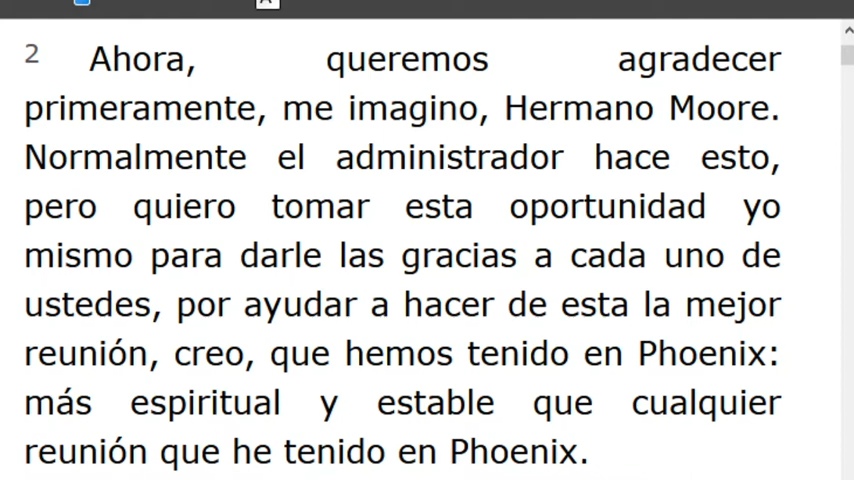 2 Ahora, queremos agradecer
primeramente, me imagino, Hermano Moore.
Normalmente el administrador hace esto,
pero quiero tomar esta oportunidad yo
mismo para darle las gracias a cada uno de
ustedes, por ayudar a hacer de esta la mejor
reunión, creo, que hemos tenido en Phoenix:
más espiritual y estable que cualquier
reunión que he tenido en Phoenix.